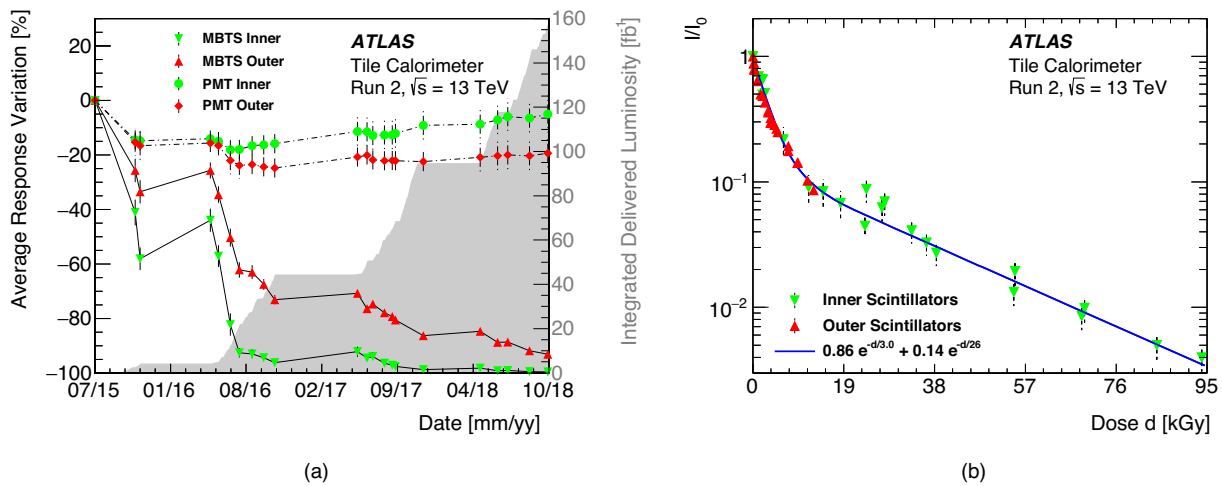 Average Response Variation [%]
20
0
−20
−40
−60
−80
−100
MBTS Inner
MBTS Outer
PMT Inner
PMT Outer
ATLAS
Tile Calorimeter
Run 2, √s = 13 TeV
160
140
120
100
80
60
40
20
0
Integrated Delivered Luminosity [fb¹]
07/15
01/16
08/16
02/17
09/17
04/18
10/18
Date [mm/yy]
(a)
I/I₀
1
10⁻¹
10⁻²
ATLAS
Tile Calorimeter
Run 2, √s = 13 TeV
Inner Scintillators
Outer Scintillators
0.86 e^-d/3.0 + 0.14 e^-d/26
0
19
38
57
76
95
Dose d [kGy]
(b)